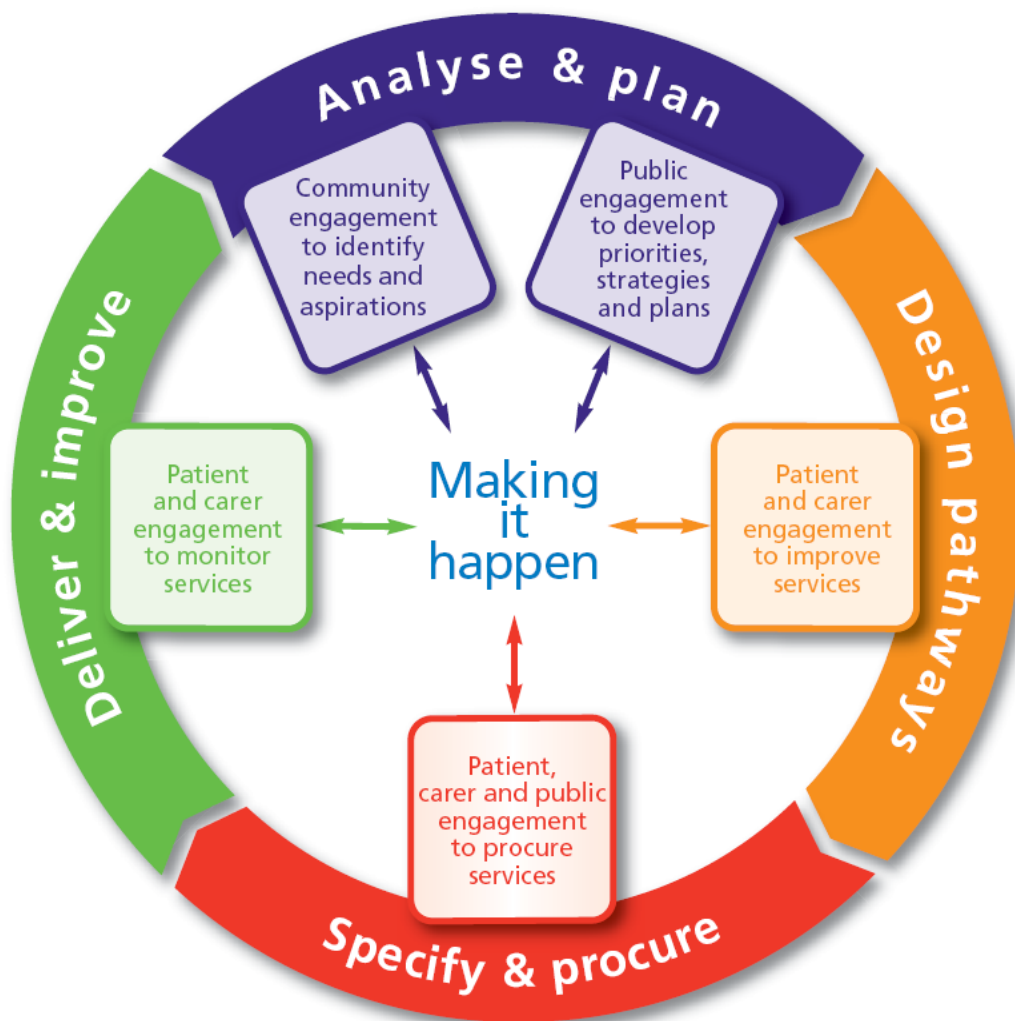 Analyse & plan
Community
engagement
to identify
needs and
aspirations
Public
engagement
to develop
priorities,
strategies
and plans
Design pathways
Patient
and carer
engagement
to improve
services
Specify & procure
Patient,
carer and public
engagement
to procure
services
Deliver & improve
Patient
and carer
engagement
to monitor
services
Making
it
happen